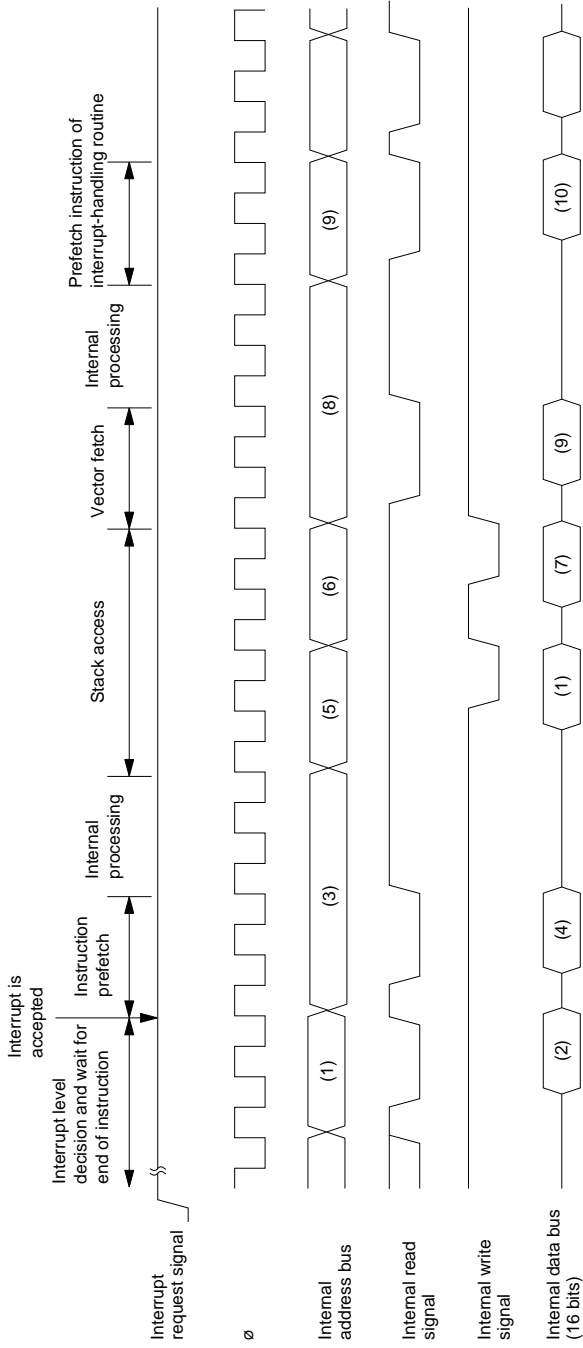 Interrupt is
accepted
Interrupt level
decision and wait for
end of instruction
Instruction
prefetch
Internal
processing
Stack access
Vector fetch
Internal
processing
Prefetch instruction of
interrupt-handling routine
Interrupt
request signal
ø
Internal
address bus
(1)
(3)
(5)
(6)
(8)
(9)
Internal read
signal
Internal write
signal
Internal data bus
(16 bits)
(2)
(4)
(1)
(7)
(9)
(10)